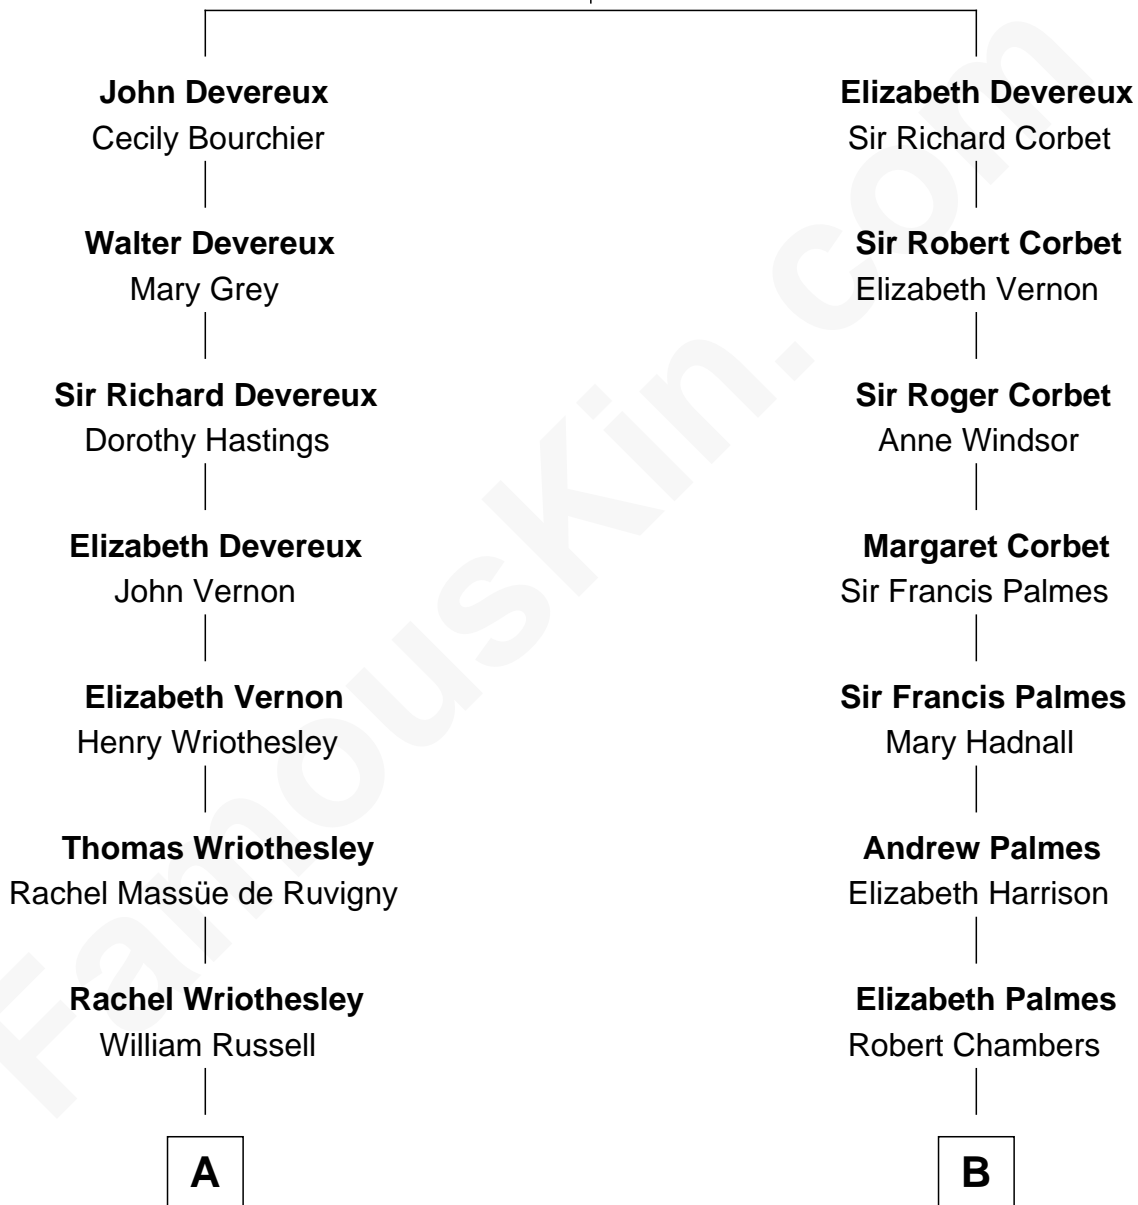 John Devereux
Cecily Bourchier
Walter Devereux
Mary Grey
Sir Richard Devereux
Dorothy Hastings
Elizabeth Devereux
John Vernon
Elizabeth Vernon
Henry Wriothesley
Thomas Wriothesley
Rachel Massüe de Ruvigny
Rachel Wriothesley
William Russell
A
Elizabeth Devereux
Sir Richard Corbet
Sir Robert Corbet
Elizabeth Vernon
Sir Roger Corbet
Anne Windsor
Margaret Corbet
Sir Francis Palmes
Sir Francis Palmes
Mary Hadnall
Andrew Palmes
Elizabeth Harrison
Elizabeth Palmes
Robert Chambers
B
FamousKin.com